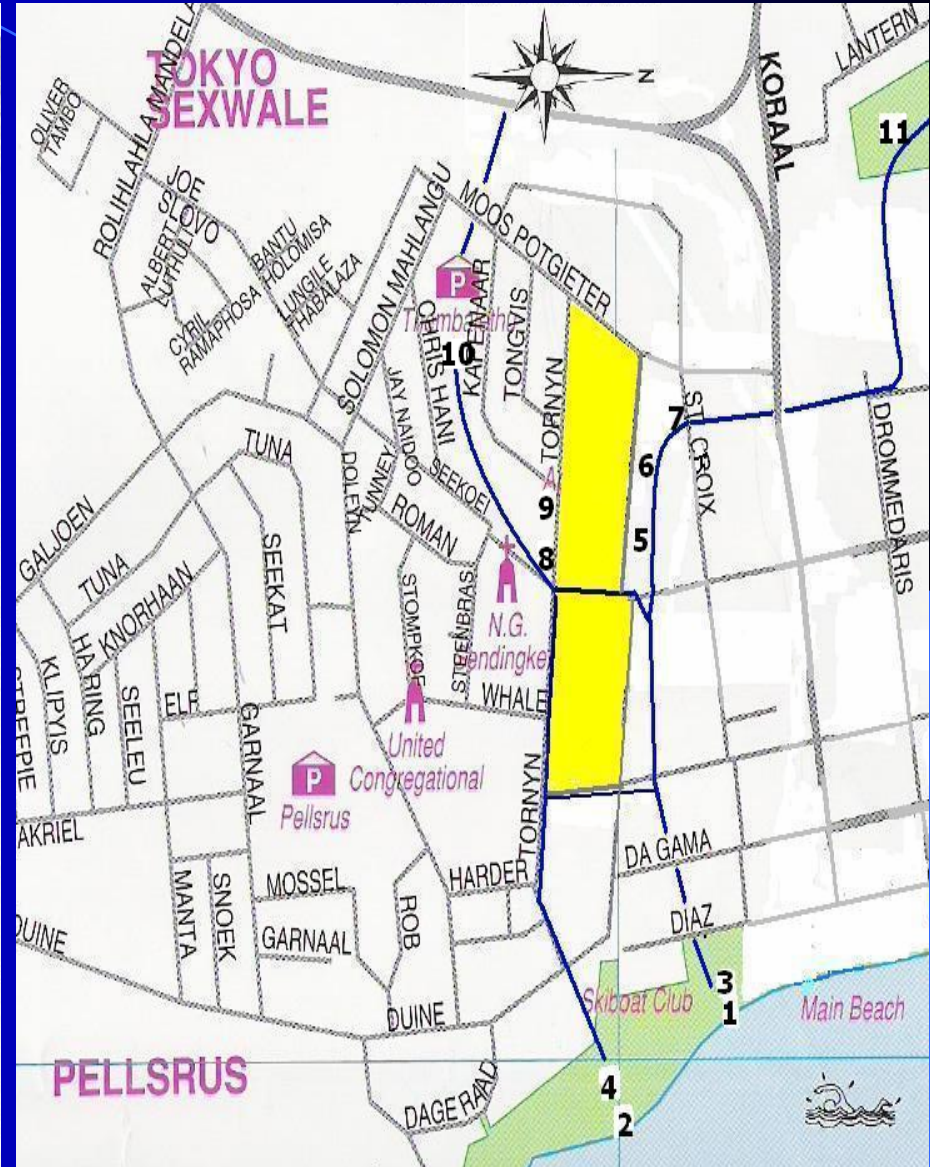 TOKYO
SEXWALE
N
LANTERN
KORAAL
11
OLIVER
TAMBO
ROLIHLAHLA MANDELA
JOE
SLOVO
ALBERT
LUTHULI
CYRIL
RAMAPHOSA
BANTU
HOLOMISA
LUNGILE
THABALAZA
SOLOMON MAHLANGU
MOOS POTGIETER
P
10
CHRIS HANI
TONGVIS
TORNYN
JAY NAIDOO
SEEKOEI
7
ST. CROIX
6
5
9
8
A
DROMMEDARIS
TUNA
DOLFYN
TUNNEY
ROMAN
GALJOEN
TUNA
KNORHAAN
SEEKAT
STOMPKOP
STEENBRAS
N.G.
WHALE
HARING
KLIPVIS
SEELEU
ELF
GARNAAL
United
Congregational
P
Pellsrus
TORNYN
AKRIEL
DA GAMA
HARDER
MOSSEL
MANTA
SNOEK
GARNAAL
ROB
DIAZ
DUINE
DUINE
Skiboat Club
3
1
Main Beach
PELLSRUS
DAGERAAD
4
2